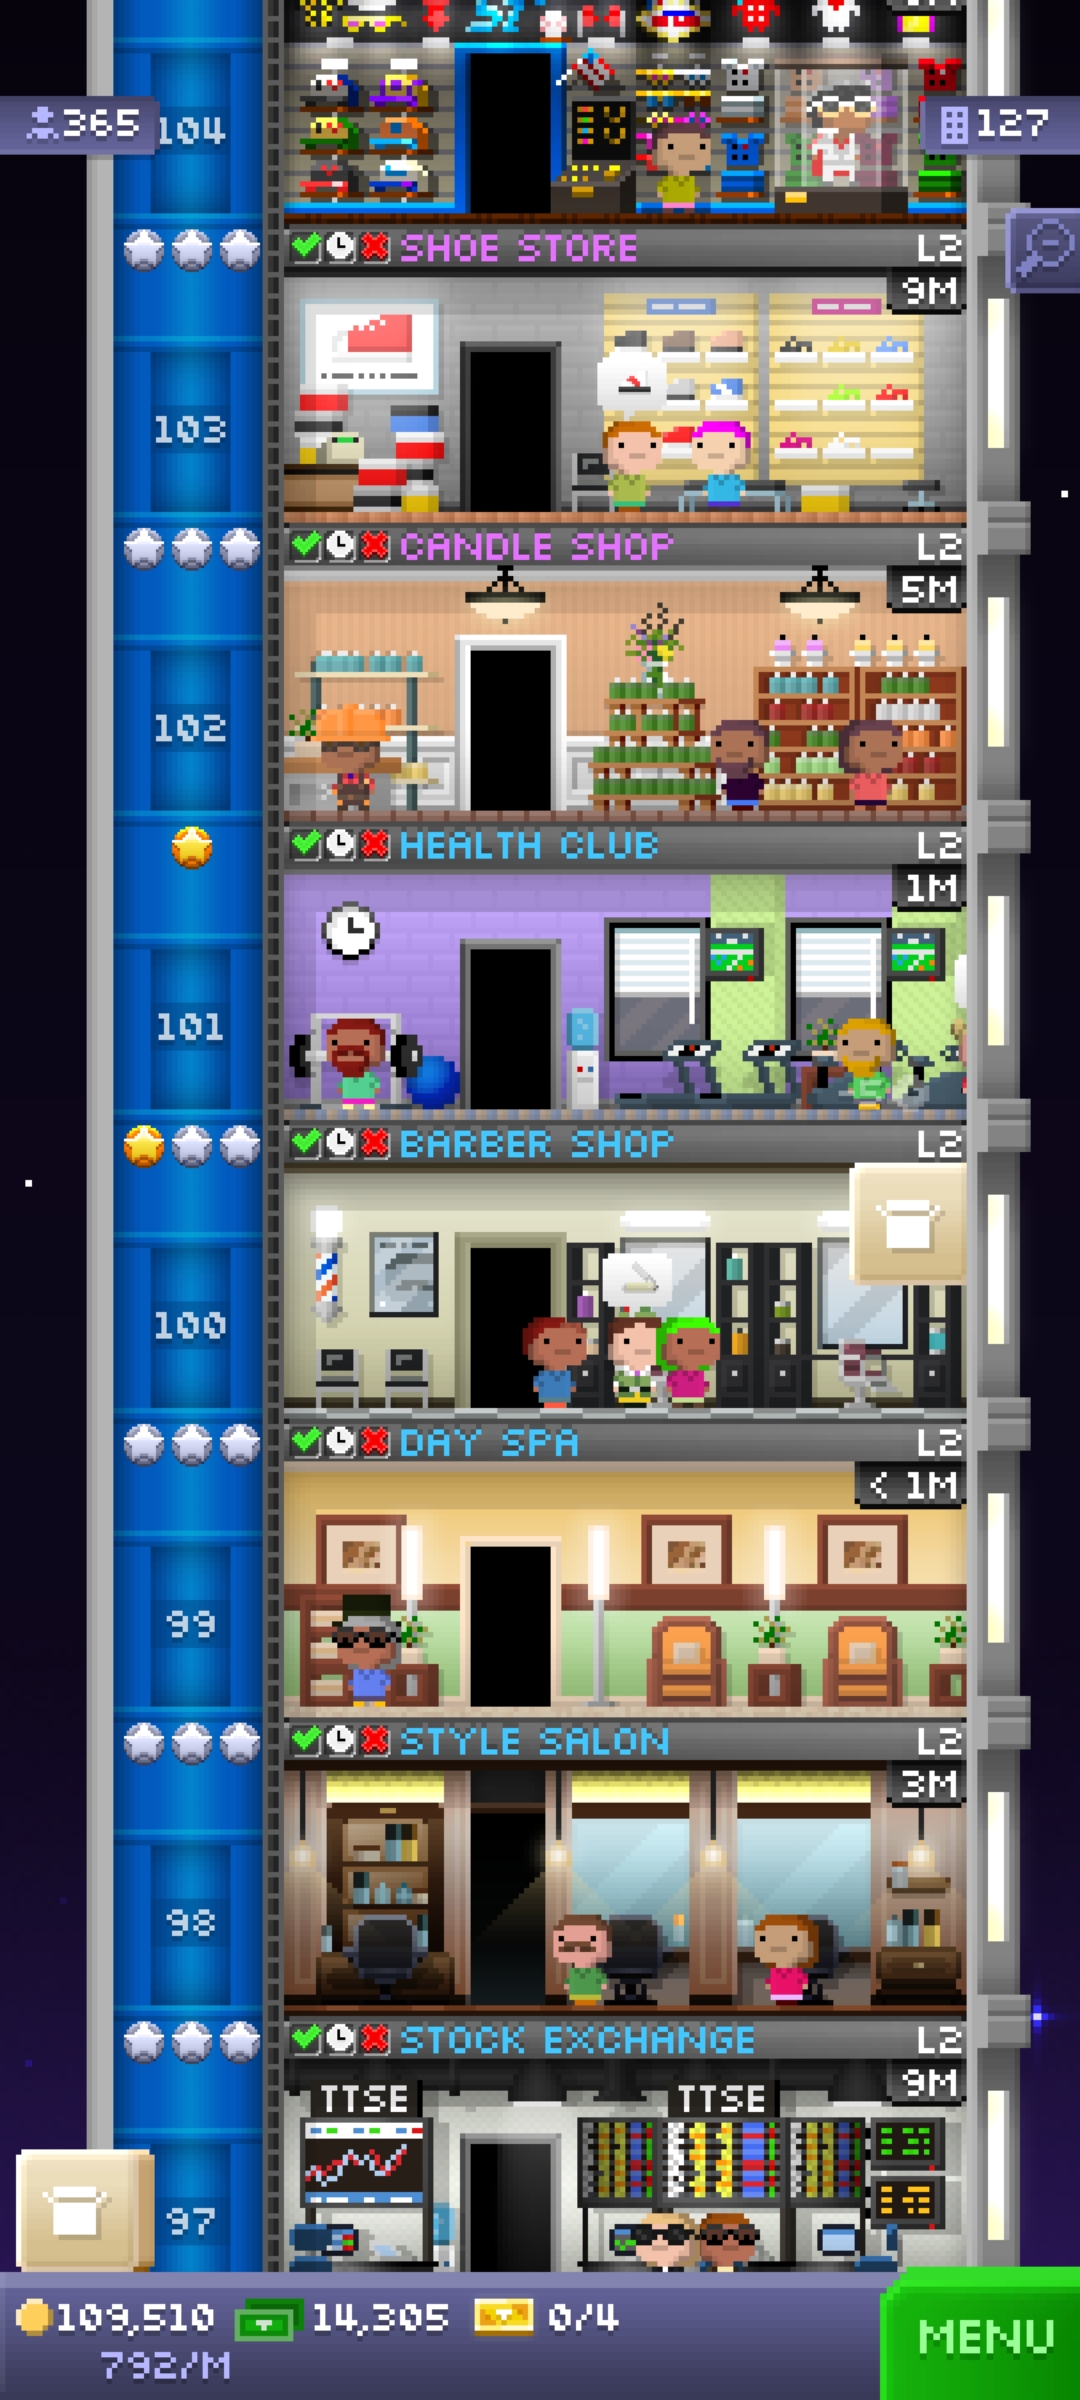 365
104
127
SHOE STORE L2
9M
103
CANDLE SHOP L2
5M
102
HEALTH CLUB L2
1M
101
BARBER SHOP L2
100
DAY SPA L2
< 1M
99
STYLE SALON L2
3M
98
STOCK EXCHANGE L2
9M
TTSE TTSE
97
109,510 14,305 0/4
792/M
MENU